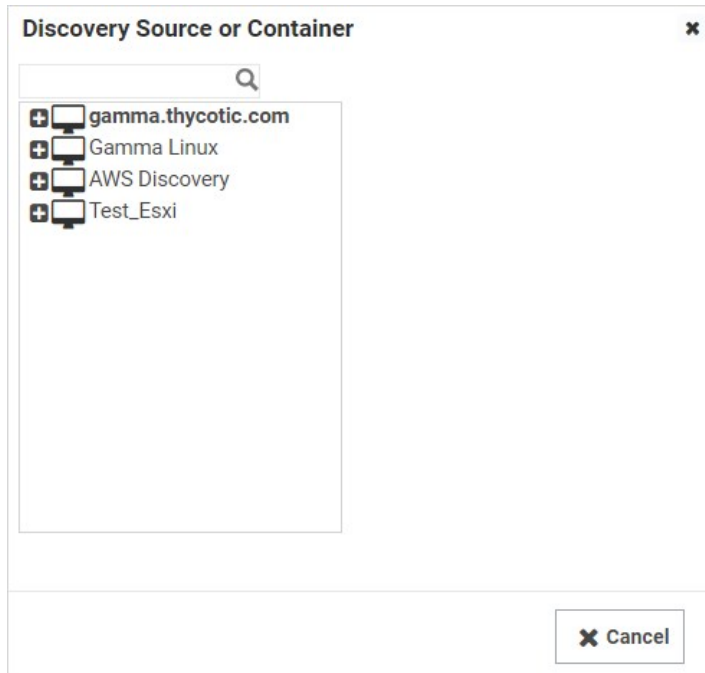 Discovery Source or Container
gamma.thycotic.com
Gamma Linux
AWS Discovery
Test_Esxi
Cancel